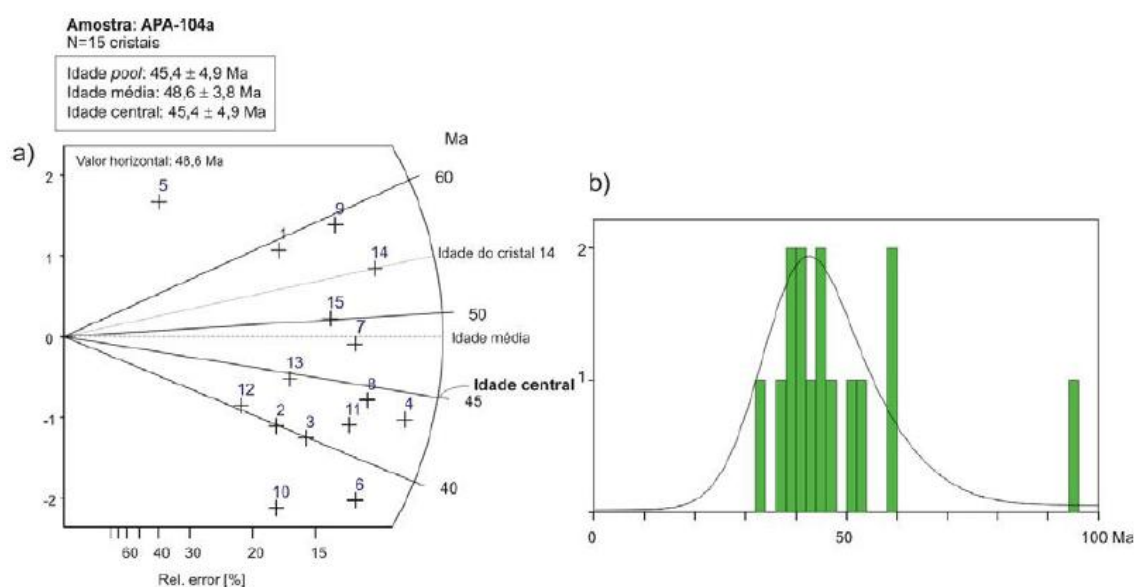 Amostra: APA-104a
N=15 cristais
Idade pool: 45,4 ± 4,9 Ma
Idade média: 48,6 ± 3,8 Ma
Idade central: 45,4 ± 4,9 Ma
a)
Ma
Valor horizontal: 48,6 Ma
2
5
60
9
1
1
14
Idade do cristal 14
15
50
7
0
Idade média
13
8
Idade central
12
45
2
3
11
4
-1
40
10
6
-2
60
40
30
20
15
Rel. error [%]
b)
2
1
0
50
100 Ma